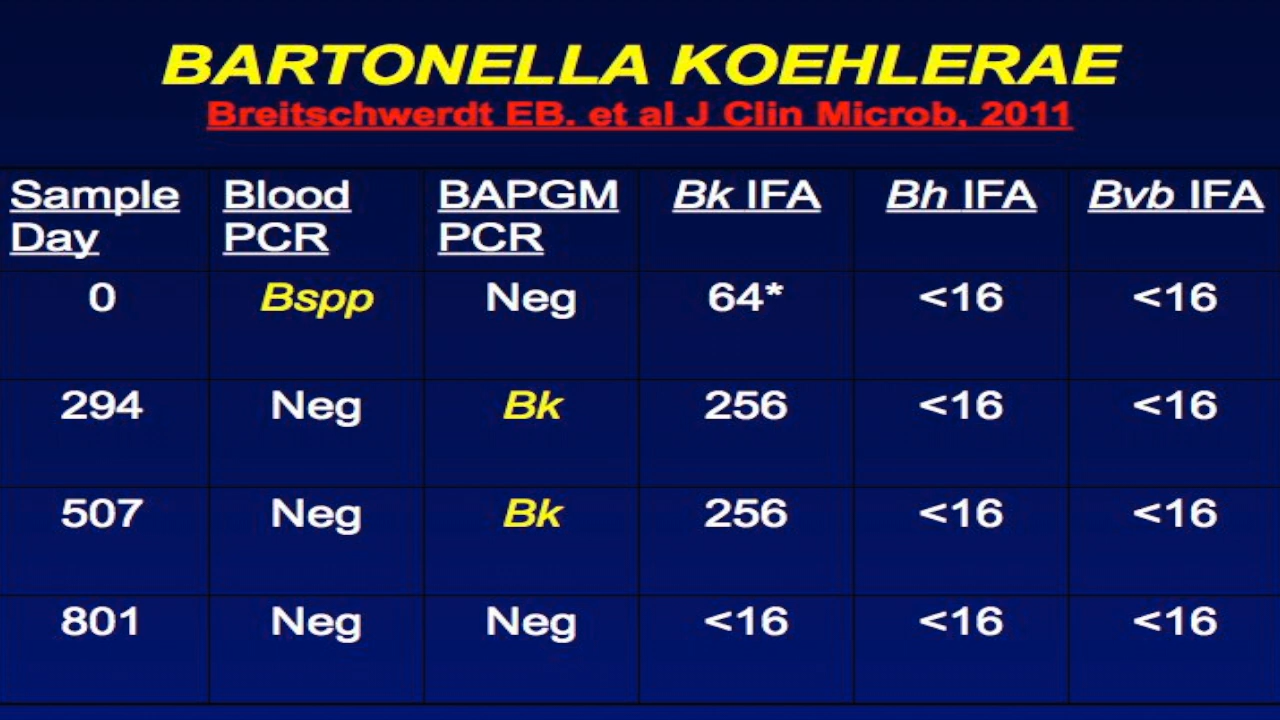 BARTONELLA KOEHLERAE
Breitschwerdt EB. et al J Clin Microb, 2011
Sample Day Blood PCR BAPGM PCR Bk IFA Bh IFA Bvb IFA
0 Bspp Neg 64* <16 <16
294 Neg Bk 256 <16 <16
507 Neg Bk 256 <16 <16
801 Neg Neg <16 <16 <16